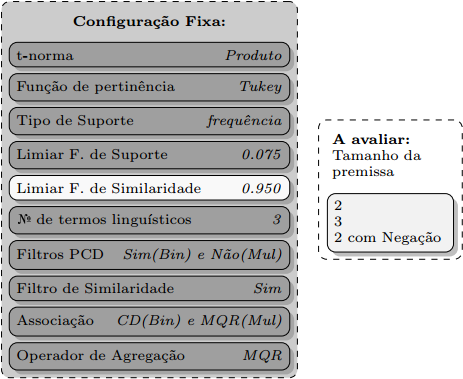 Configuração Fixa:
t-norma Produto
Função de pertinência Tukey
Tipo de Suporte frequência
Limiar F. de Suporte 0.075
Limiar F. de Similaridade 0.950
№ de termos linguísticos 3
Filtros PCD Sim(Bin) e Não(Mul)
Filtro de Similaridade Sim
Associação CD(Bin) e MQR(Mul)
Operador de Agregação MQR
A avaliar:
Tamanho da
premissa
2
3
2 com Negação